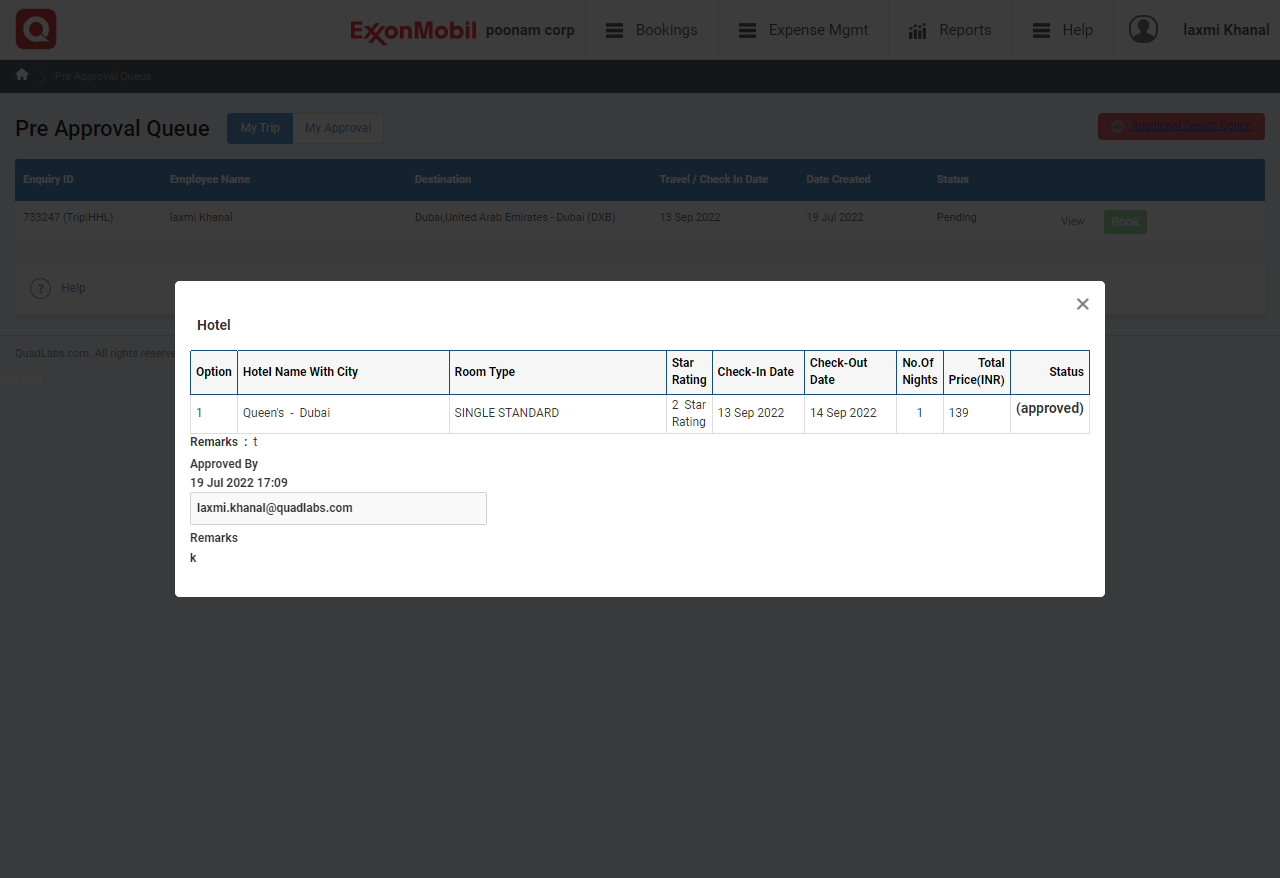 ExxonMobil poonam corp Bookings Expense Mgmt Reports Help laxmi Khanal
Pre Approval Queue
Pre Approval Queue My Trip My Approval Additional Search Option
Enquiry ID Employee Name Destination Travel / Check In Date Date Created Status
733247 (Trip|HHL) laxmi Khanal Dubai,United Arab Emirates - Dubai (DXB) 13 Sep 2022 19 Jul 2022 Pending View Book
? Help
QuadLabs.com. All rights reserve
×
Hotel
Option Hotel Name With City Room Type Star Rating Check-In Date Check-Out Date No.Of Nights Total Price(INR) Status
1 Queen's - Dubai SINGLE STANDARD 2 Star Rating 13 Sep 2022 14 Sep 2022 1 139 (approved)
Remarks : t
Approved By
19 Jul 2022 17:09
laxmi.khanal@quadlabs.com
Remarks
k